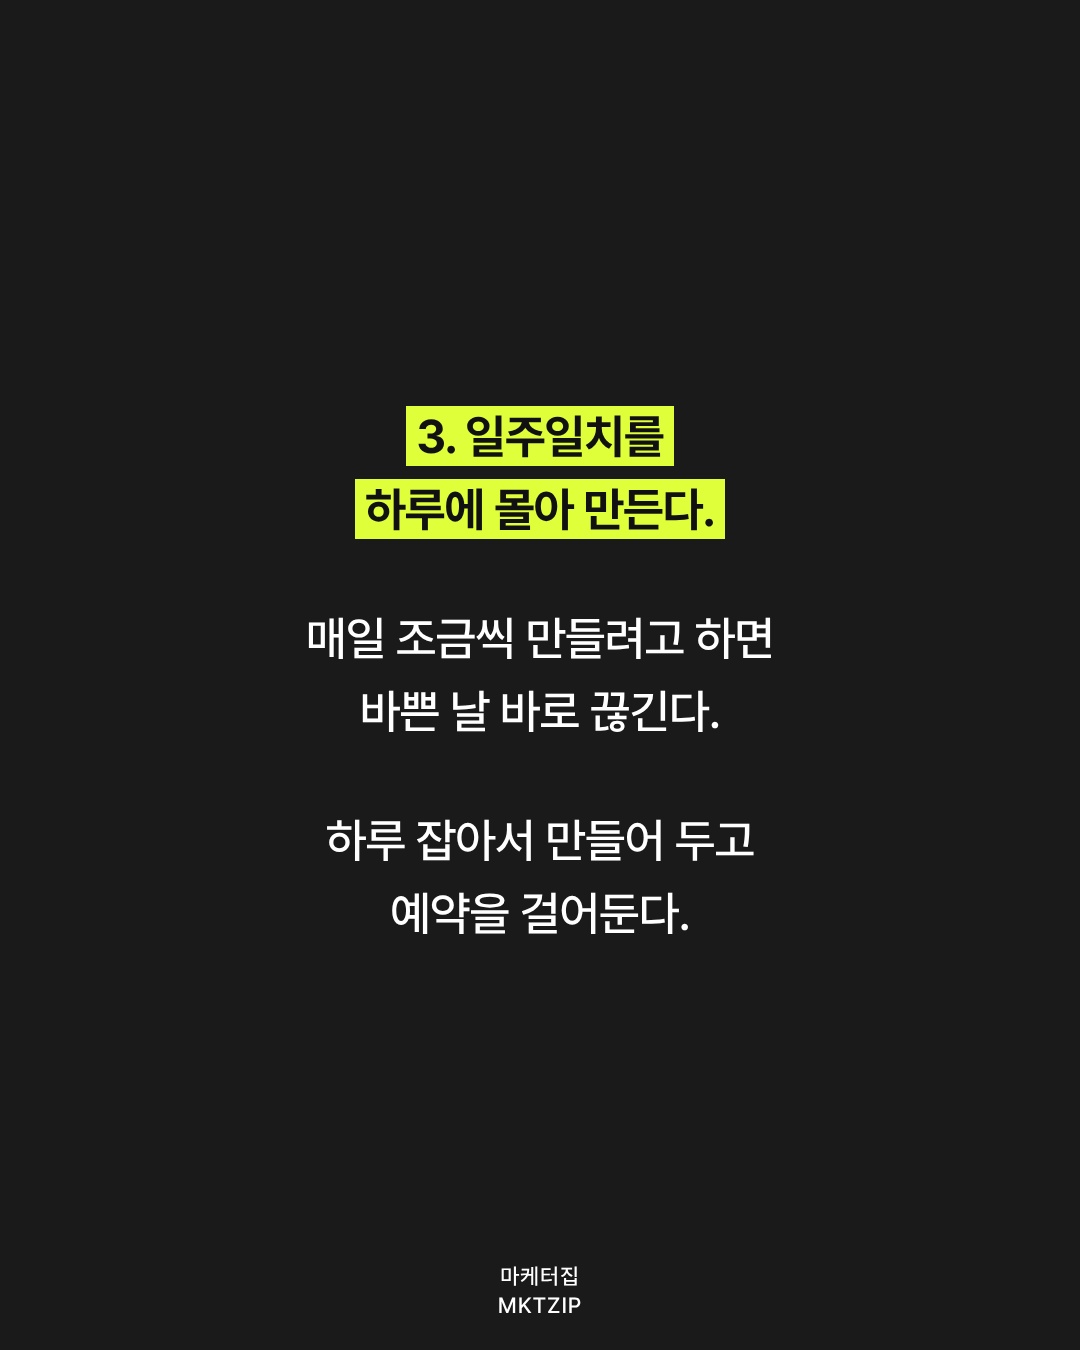 3. 일주일치를
하루에 몰아 만든다.
매일 조금씩 만들려고 하면
바쁜 날 바로 끊긴다.
하루 잡아서 만들어 두고
예약을 걸어둔다.
마케터집
MKTZIP